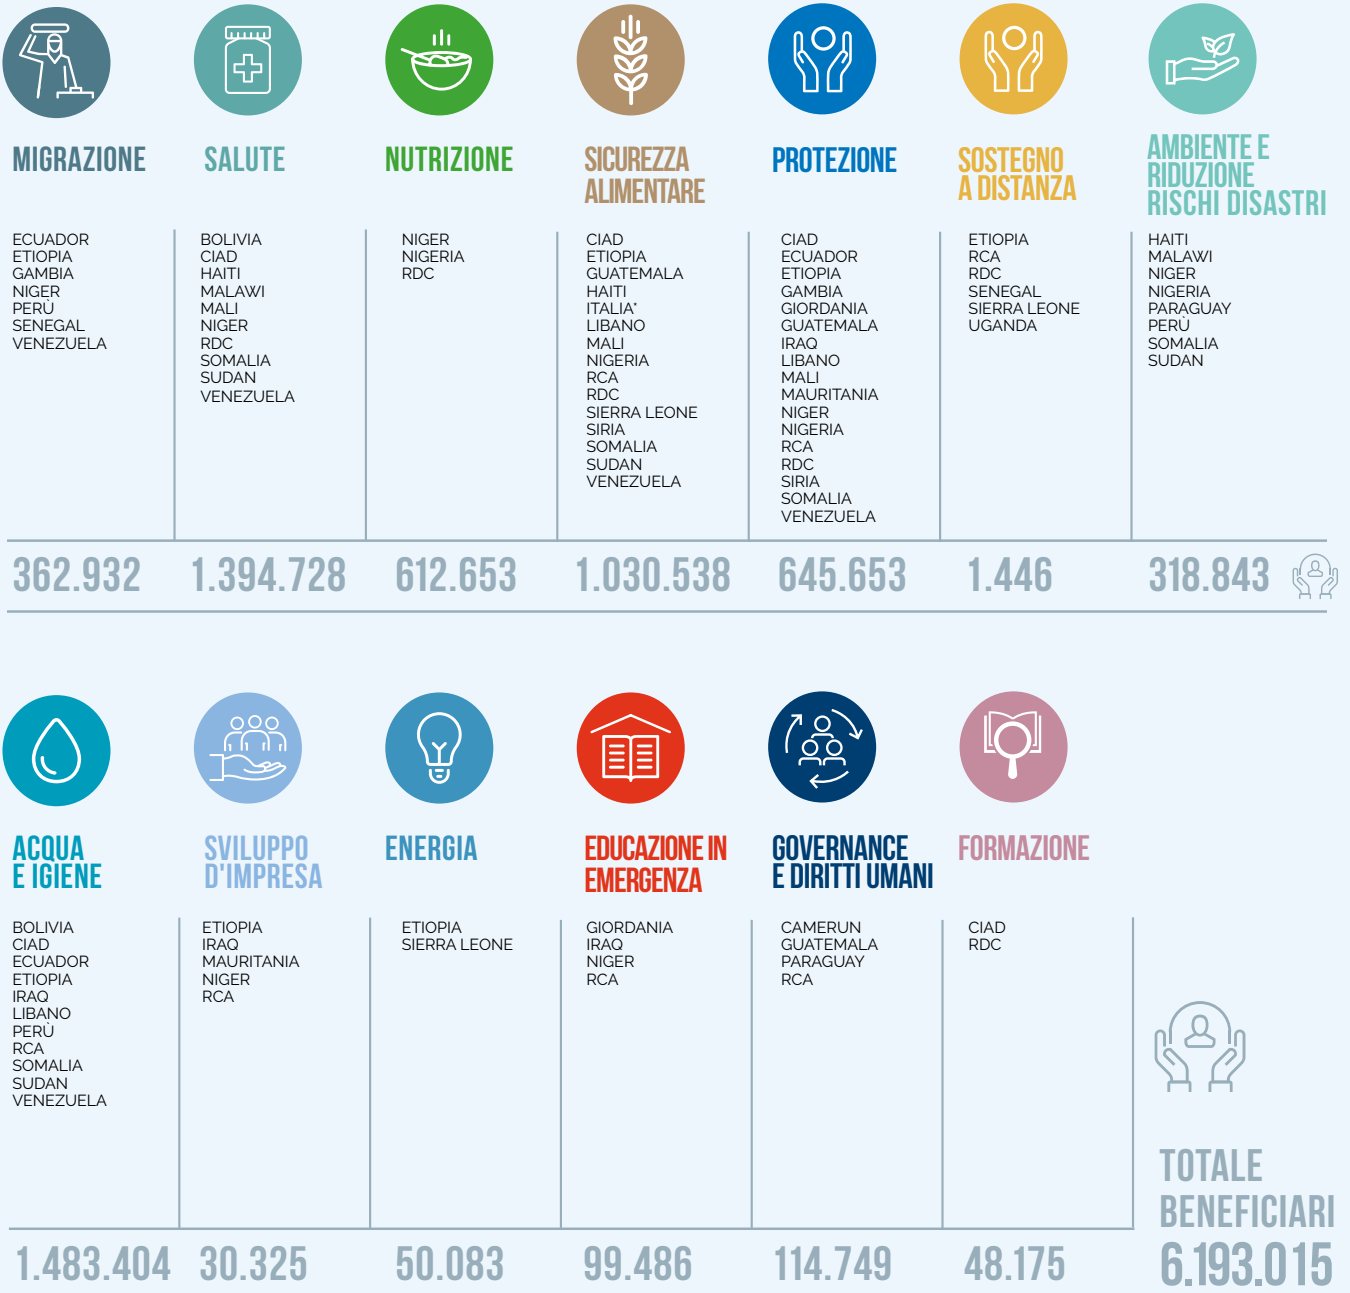 MIGRAZIONE
ECUADOR
ETIOPIA
GAMBIA
NIGER
PERÙ
SENEGAL
VENEZUELA
362.932
SALUTE
BOLIVIA
CIAD
HAITI
MALAWI
MALI
NIGER
RDC
SOMALIA
SUDAN
VENEZUELA
1.394.728
NUTRIZIONE
NIGER
NIGERIA
RDC
612.653
SICUREZZA
ALIMENTARE
CIAD
ETIOPIA
GUATEMALA
HAITI
ITALIA*
LIBANO
MALI
NIGERIA
RCA
RDC
SIERRA LEONE
SIRIA
SOMALIA
SUDAN
VENEZUELA
1.030.538
PROTEZIONE
CIAD
ECUADOR
ETIOPIA
GAMBIA
GIORDANIA
GUATEMALA
IRAQ
LIBANO
MALI
MAURITANIA
NIGER
NIGERIA
RCA
RDC
SIRIA
SOMALIA
VENEZUELA
645.653
SOSTEGNO
A DISTANZA
ETIOPIA
RCA
RDC
SENEGAL
SIERRA LEONE
UGANDA
1.446
AMBIENTE E
RIDUZIONE
RISCHI DISASTRI
HAITI
MALAWI
NIGER
NIGERIA
PARAGUAY
PERÙ
SOMALIA
SUDAN
318.843
ACQUA
E IGIENE
BOLIVIA
CIAD
ECUADOR
ETIOPIA
IRAQ
LIBANO
PERÙ
RCA
SOMALIA
SUDAN
VENEZUELA
1.483.404
SVILUPPO
D'IMPRESA
ETIOPIA
IRAQ
MAURITANIA
NIGER
RCA
30.325
ENERGIA
ETIOPIA
SIERRA LEONE
50.083
EDUCAZIONE IN
EMERGENZA
GIORDANIA
IRAQ
NIGER
RCA
99.486
GOVERNANCE
E DIRITTI UMANI
CAMERUN
GUATEMALA
PARAGUAY
RCA
114.749
FORMAZIONE
CIAD
RDC
48.175
TOTALE
BENEFICIARI
6.193.015